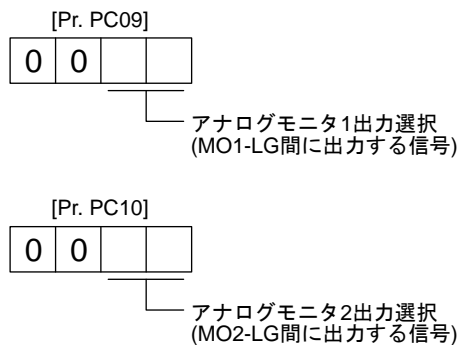 [Pr. PC09]
0 0
アナログモニタ1出力選択
(MO1-LG間に出力する信号)
[Pr. PC10]
0 0
アナログモニタ2出力選択
(MO2-LG間に出力する信号)